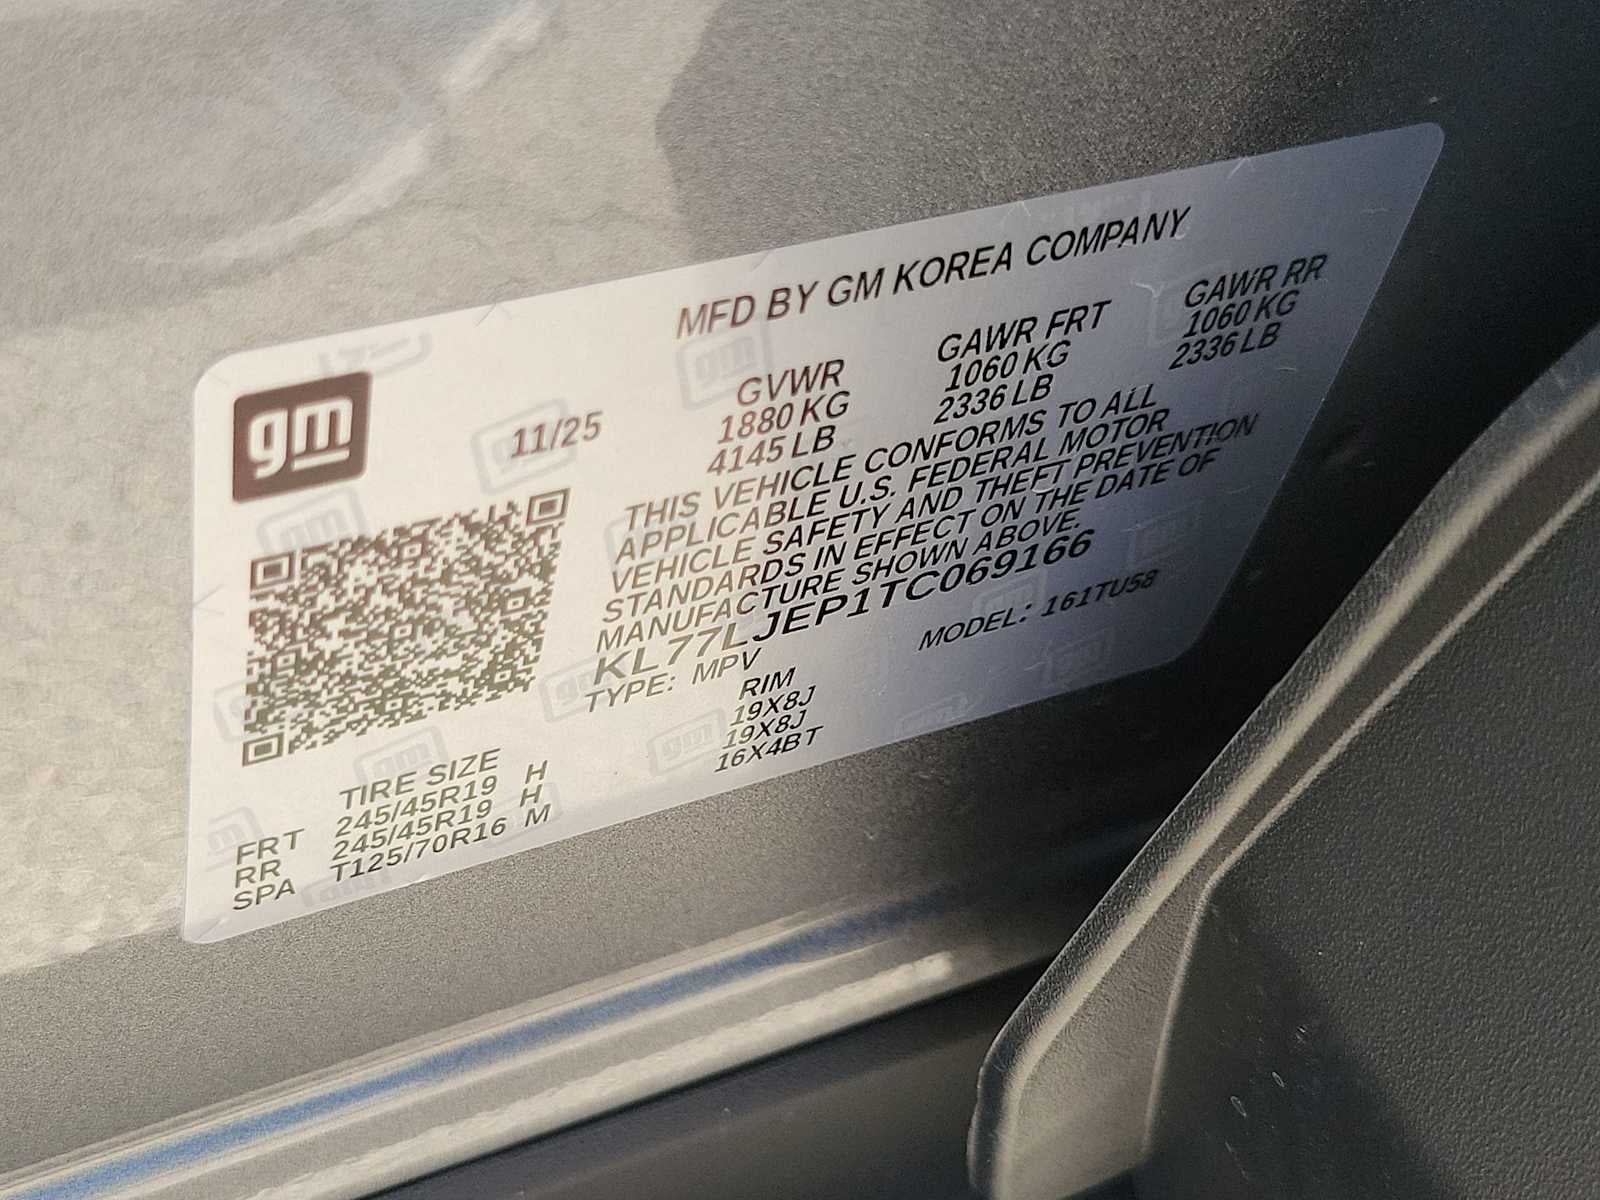 MFD BY GM KOREA COMPANY
gm
11/25
GVWR GAWR FRT GAWR RR
1880 KG 1060 KG 1060 KG
4145 LB 2336 LB 2336 LB
THIS VEHICLE CONFORMS TO ALL
APPLICABLE U.S. FEDERAL MOTOR
VEHICLE SAFETY AND THEFT PREVENTION
STANDARDS IN EFFECT ON THE DATE OF
MANUFACTURE SHOWN ABOVE.
KL77LJEP1TC069166
TYPE: MPV MODEL: 161TU58
TIRE SIZE RIM
FRT 245/45R19 H 19X8J
RR 245/45R19 H 19X8J
SPA T125/70R16 M 16X4BT